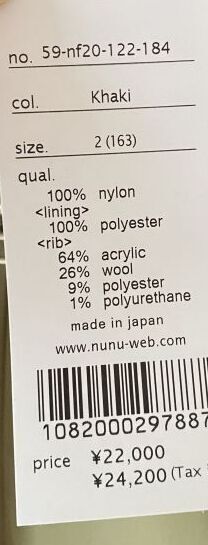 no. 59-nf20-122-184
col. Khaki
size. 2 (163)
qual.
100% nylon
<lining>
100% polyester
<rib>
64% acrylic
26% wool
9% polyester
1% polyurethane
made in japan
www.nunu-web.com
1082000297887
price ¥22,000
¥24,200 (Tax